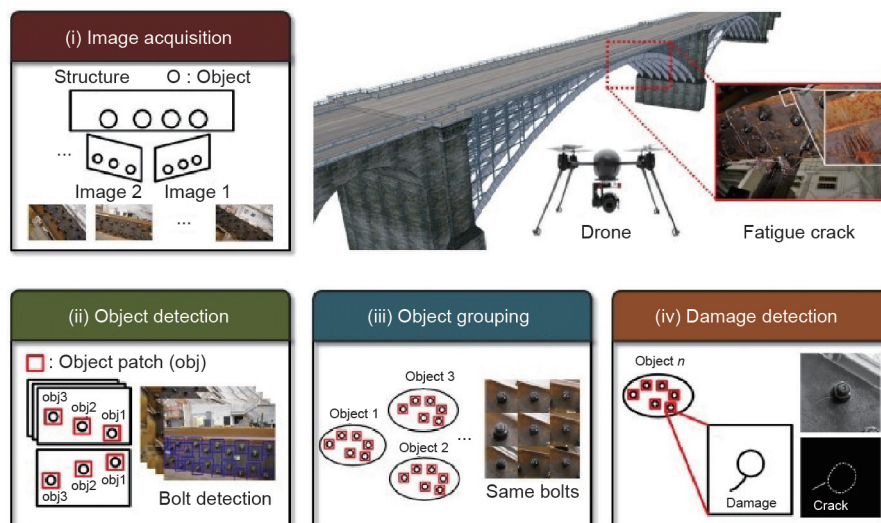 (i) Image acquisition
Structure
O : Object
...
Image 2
Image 1
...
Drone
Fatigue crack
(ii) Object detection
: Object patch (obj)
obj3
obj2
obj1
obj3
obj2
obj1
Bolt detection
(iii) Object grouping
Object 3
Object 1
Object 2
...
Same bolts
(iv) Damage detection
Object n
Damage
Crack